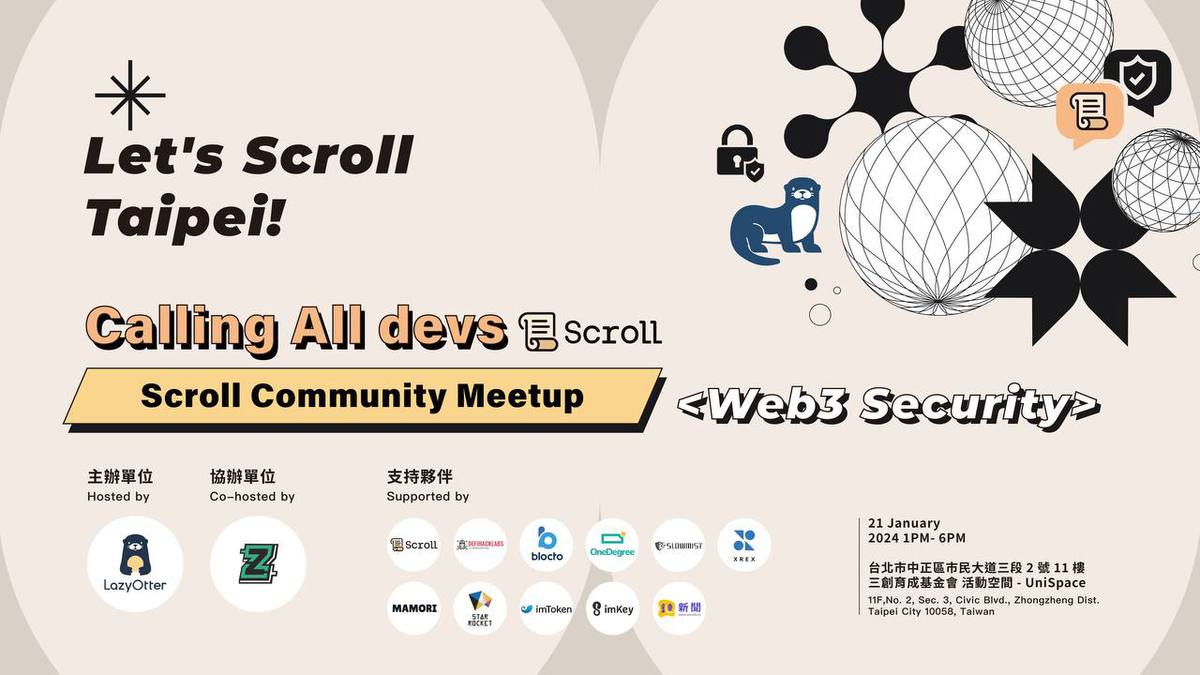 Let's Scroll
Taipei!
Calling All devs
Scroll
Scroll Community Meetup
<Web3 Security>
主辦單位
Hosted by
LazyOtter
協辦單位
Co-hosted by
支持夥伴
Supported by
Scroll
DEFIHACKLABS
blocto
OneDegree
SLOWMIST
XREX
MAMORI
STAR
ROCKET
imToken
imKey
新聞
21 January
2024 1PM- 6PM
台北市中正區市民大道三段 2 號 11 樓
三創育成基金會 活動空間 - UniSpace
11F,No. 2, Sec. 3, Civic Blvd., Zhongzheng Dist.
Taipei City 10058, Taiwan